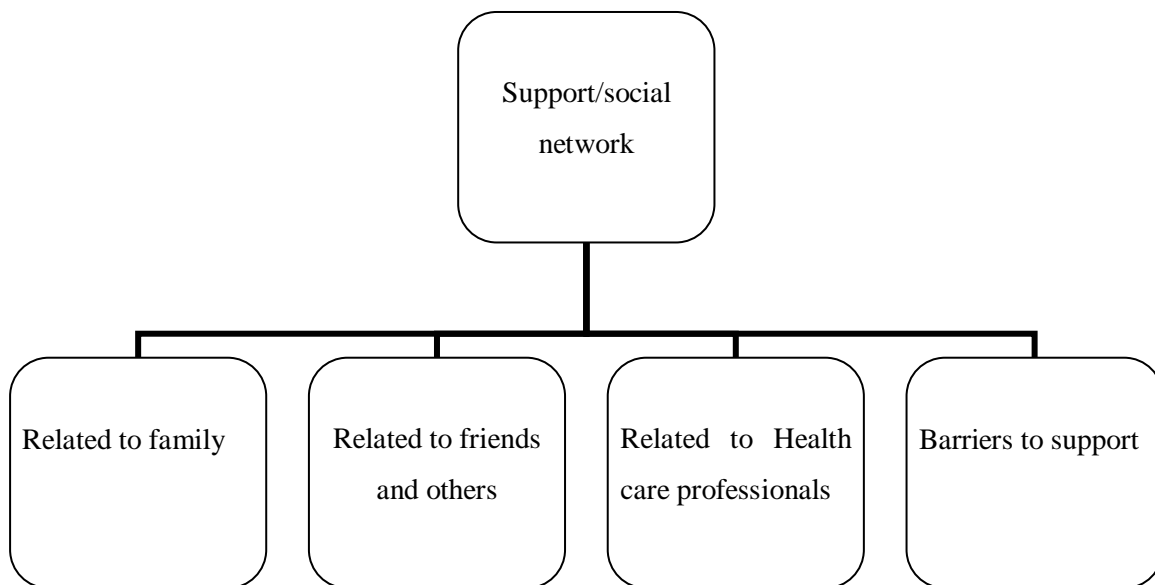 Support/social
network
Related to family
Related to friends
and others
Related to Health
care professionals
Barriers to support